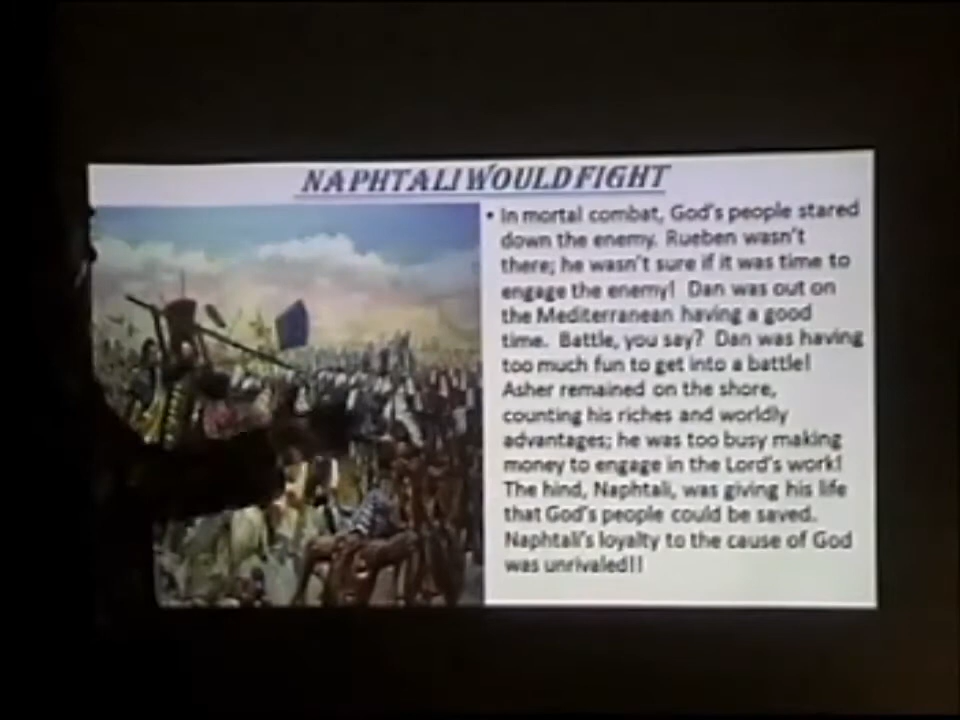 NAPHTALI WOULD FIGHT
• In mortal combat, God's people stared
down the enemy. Rueben wasn't
there; he wasn't sure if it was time to
engage the enemy! Dan was out on
the Mediterranean having a good
time. Battle, you say? Dan was having
too much fun to get into a battle!
Asher remained on the shore,
counting his riches and worldly
advantages; he was too busy making
money to engage in the Lord's work!
The hind, Naphtali, was giving his life
that God's people could be saved.
Naphtali's loyalty to the cause of God
was unrivaled!!